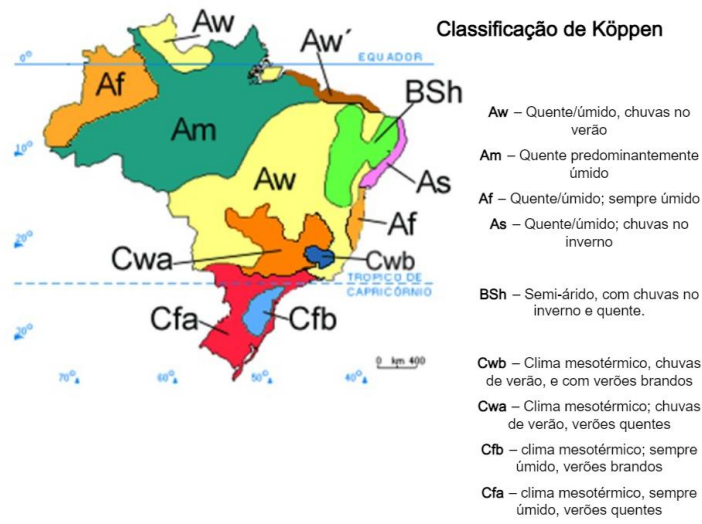 Classificação de Köppen
Aw
Aw´
EQUADOR
0°
Af
BSh
Am
10°
Aw
As
Af
20°
Cwa
Cwb
TROPICO DE
CAPRICÓRNIO
Cfa
Cfb
20°
0 km 400
70° 60° 50° 40°
Aw – Quente/úmido, chuvas no
verão
Am – Quente predominantemente
úmido
Af – Quente/úmido; sempre úmido
As – Quente/úmido; chuvas no
inverno
BSh – Semi-árido, com chuvas no
inverno e quente.
Cwb – Clima mesotérmico, chuvas
de verão, e com verões brandos
Cwa – Clima mesotérmico; chuvas
de verão, verões quentes
Cfb – clima mesotérmico; sempre
úmido, verões brandos
Cfa – clima mesotérmico, sempre
úmido, verões quentes